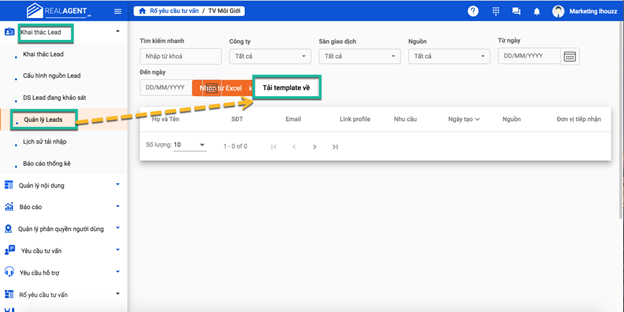 REALAGENT
Rổ yêu cầu tư vấn / TV Môi Giới
Marketing Ihouzz
Khai thác Lead
Khai thác Lead
Cấu hình nguồn Lead
DS Lead đang khảo sát
Quản lý Leads
Lịch sử tải nhập
Báo cáo thống kê
Quản lý nội dung
Báo cáo
Quản lý phân quyền người dùng
Yêu cầu tư vấn
Yêu cầu hỗ trợ
Rổ yêu cầu tư vấn
Tìm kiếm nhanh
Công ty
Sàn giao dịch
Nguồn
Từ ngày
Nhập từ khoá
Tất cả
Tất cả
Tất cả
DD/MM/YYYY
Đến ngày
DD/MM/YYYY
Nhập từ Excel
Tải template về
Họ và Tên
SĐT
Email
Link profile
Nhu cầu
Ngày tạo
Nguồn
Đơn vị tiếp nhận
Số lượng: 10
1 - 0 of 0